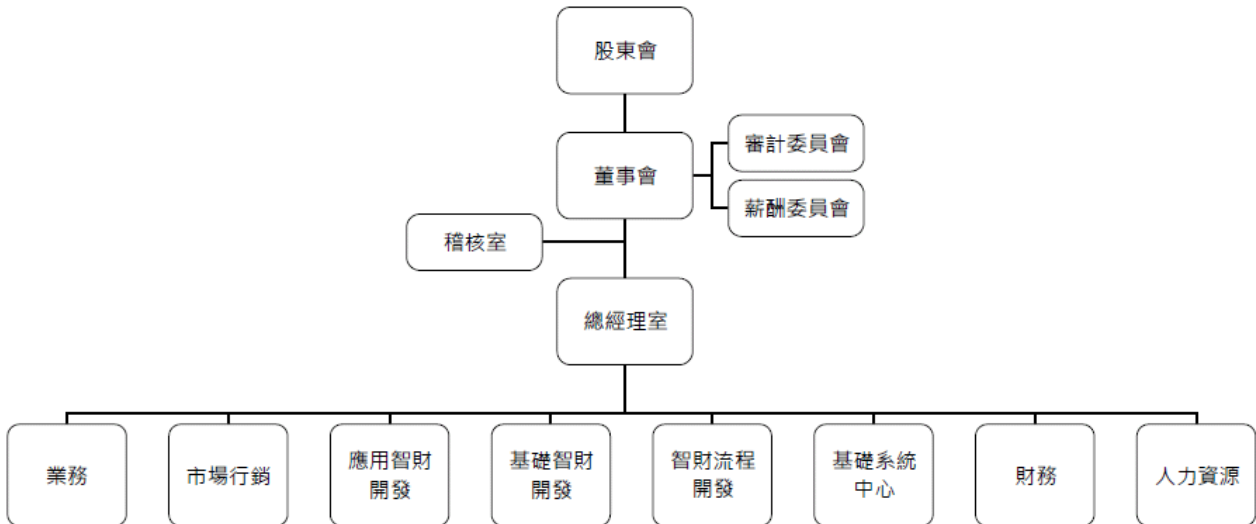 股東會
董事會
審計委員會
薪酬委員會
稽核室
總經理室
業務
市場行銷
應用智財
開發
基礎智財
開發
智財流程
開發
基礎系統
中心
財務
人力資源